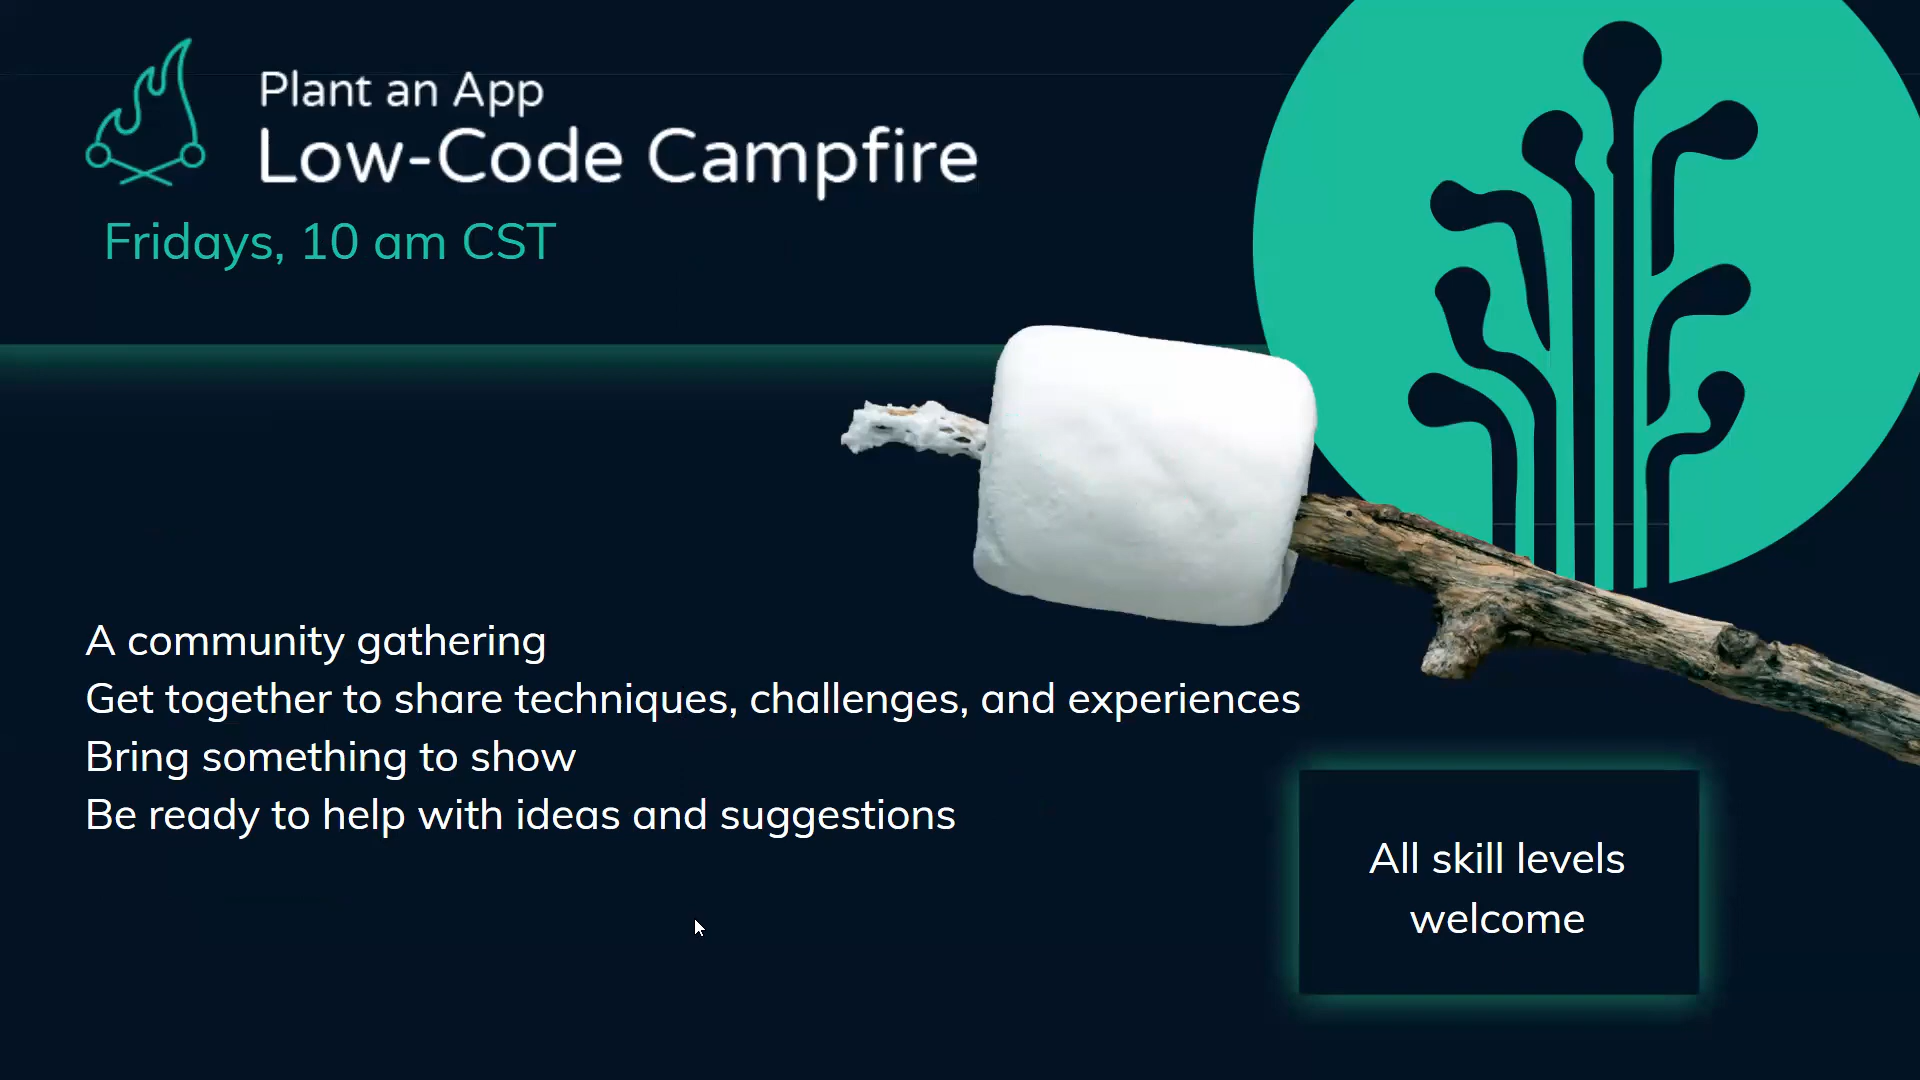 Plant an App
Low-Code Campfire
Fridays, 10 am CST
A community gathering
Get together to share techniques, challenges, and experiences
Bring something to show
Be ready to help with ideas and suggestions
All skill levels
welcome